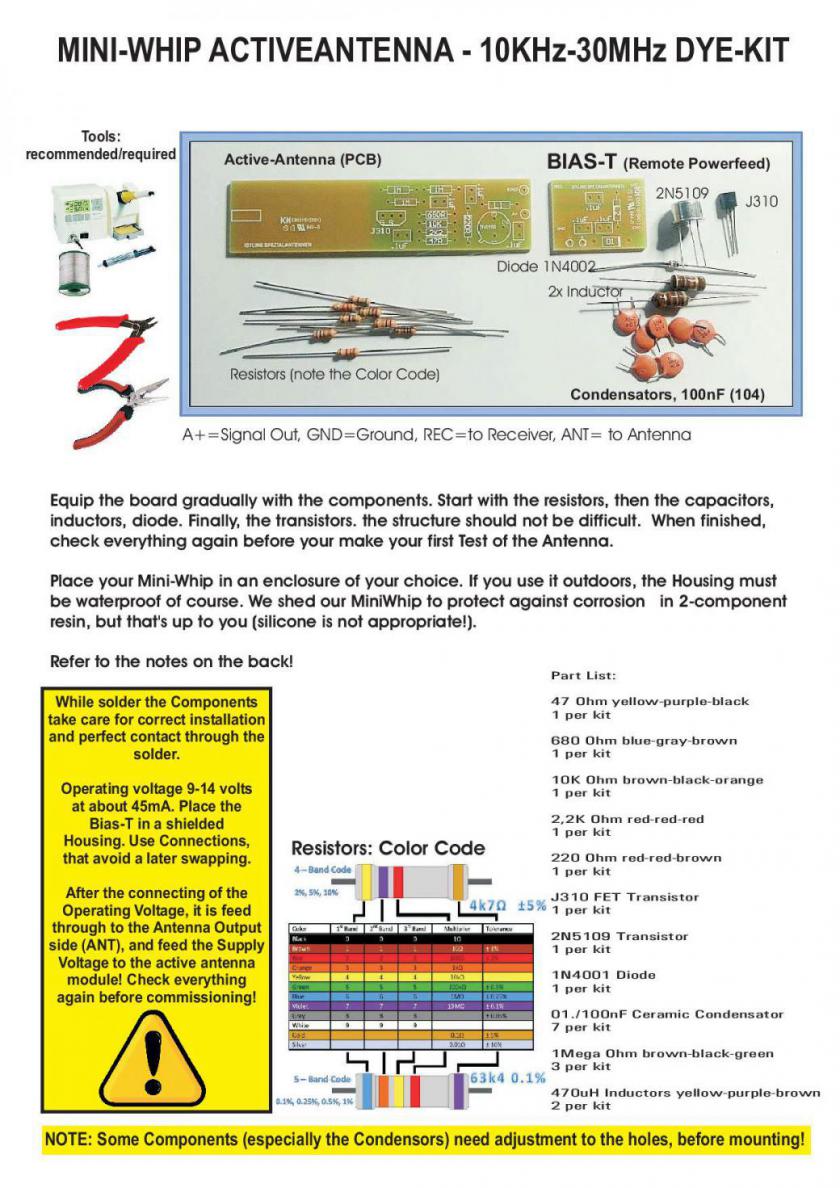 MINI-WHIP ACTIVEANTENNA - 10KHz-30MHz DYE-KIT
Tools:
recommended/required
Active-Antenna (PCB)
BIAS-T (Remote Powerfeed)
2N5109
J310
J310
680R
10K
2K2
47R
.1uF
Diode 1N4002
2x Inductor
Resistors (note the Color Code)
Condensators, 100nF (104)
A+=Signal Out, GND=Ground, REC=to Receiver, ANT= to Antenna
Equip the board gradually with the components. Start with the resistors, then the capacitors,
inductors, diode. Finally, the transistors. the structure should not be difficult. When finished,
check everything again before your make your first Test of the Antenna.
Place your Mini-Whip in an enclosure of your choice. If you use it outdoors, the Housing must
be waterproof of course. We shed our MiniWhip to protect against corrosion in 2-component
resin, but that's up to you (silicone is not appropriate!).
Refer to the notes on the back!
While solder the Components
take care for correct installation
and perfect contact through the
solder.
Operating voltage 9-14 volts
at about 45mA. Place the
Bias-T in a shielded
Housing. Use Connections,
that avoid a later swapping.
After the connecting of the
Operating Voltage, it is feed
through to the Antenna Output
side (ANT), and feed the Supply
Voltage to the active antenna
module! Check everything
again before commissioning!
Resistors: Color Code
4-Band Code
2%, 5%, 10%
4k7Ω ±5%
Color 1st Band 2nd Band 3rd Band Multiplier Tolerance
Black 0 0 0 1Ω
Brown 1 1 1 10Ω ± 1%
Red 2 2 2 100Ω ± 2%
Orange 3 3 3 1KΩ
Yellow 4 4 4 10KΩ
Green 5 5 5 100KΩ ± 0.5%
Blue 6 6 6 1MΩ ± 0.25%
Violet 7 7 7 10MΩ ± 0.1%
Grey 8 8 8 ± 0.05%
White 9 9 9
Gold 0.1Ω ± 5%
Silver 0.01Ω ± 10%
5-Band Code
0.1%, 0.25%, 0.5%, 1%
63k4 0.1%
Part List:
47 Ohm yellow-purple-black
1 per kit
680 Ohm blue-gray-brown
1 per kit
10K Ohm brown-black-orange
1 per kit
2,2K Ohm red-red-red
1 per kit
220 Ohm red-red-brown
1 per kit
J310 FET Transistor
1 per kit
2N5109 Transistor
1 per kit
1N4001 Diode
1 per kit
01./100nF Ceramic Condensator
7 per kit
1Mega Ohm brown-black-green
3 per kit
470uH Inductors yellow-purple-brown
2 per kit
NOTE: Some Components (especially the Condensors) need adjustment to the holes, before mounting!